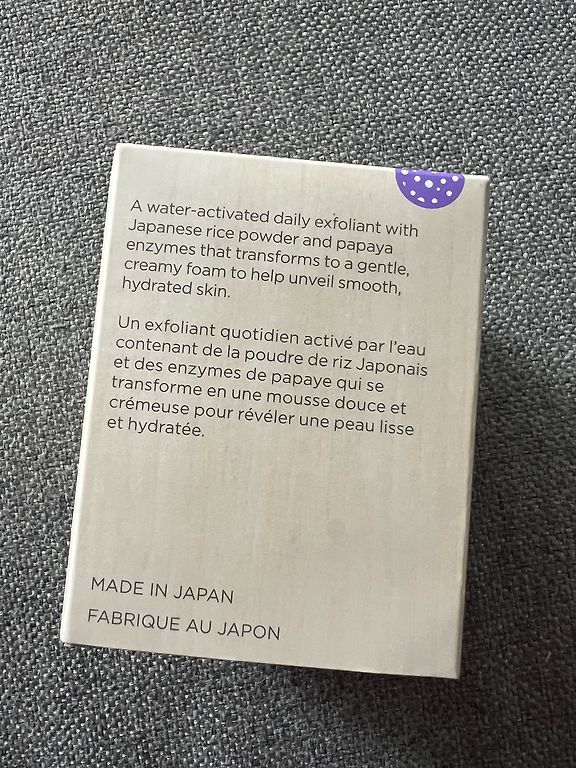 A water-activated daily exfoliant with
Japanese rice powder and papaya
enzymes that transforms to a gentle,
creamy foam to help unveil smooth,
hydrated skin.
Un exfoliant quotidien activé par l'eau
contenant de la poudre de riz Japonais
et des enzymes de papaye qui se
transforme en une mousse douce et
crémeuse pour révéler une peau lisse
et hydratée.
MADE IN JAPAN
FABRIQUE AU JAPON